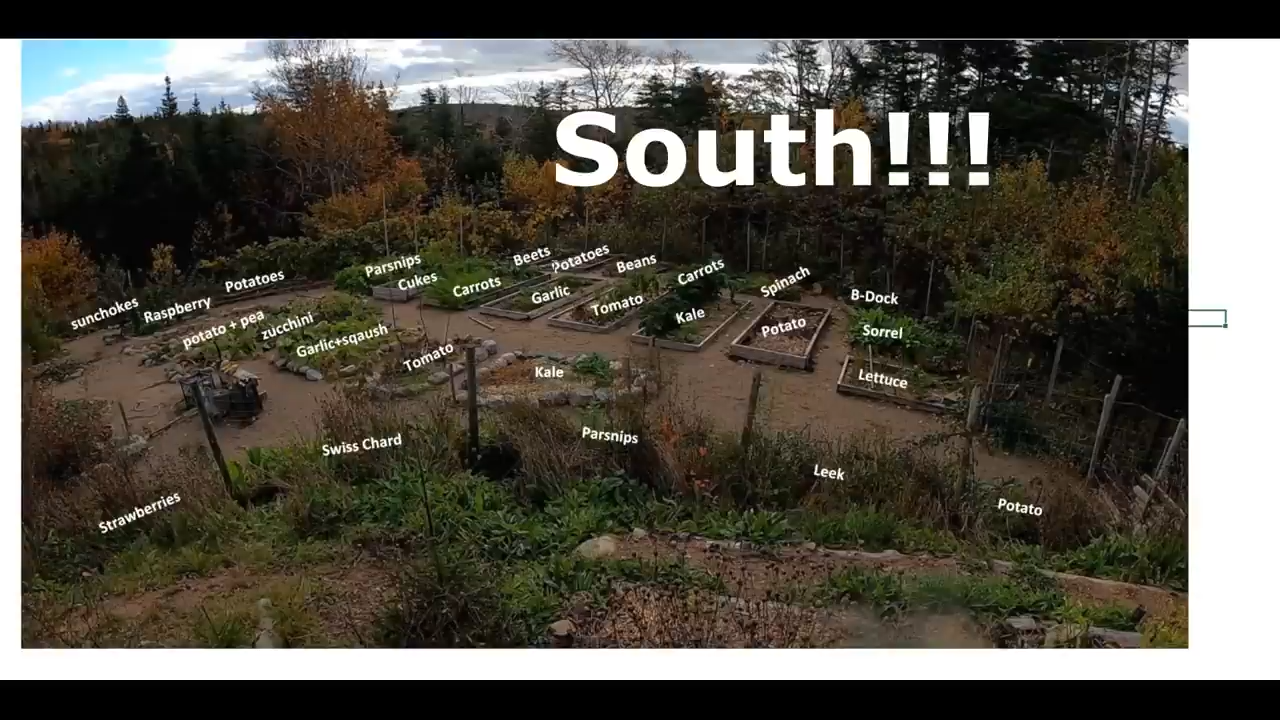 South!!!
Beets
Potatoes
Parsnips
Beans
Carrots
Spinach
Cukes
Carrots
Potatoes
Garlic
B-Dock
sunchokes
Raspberry
Tomato
Kale
potato + pea
zucchini
Potato
Sorrel
Garlic+sqaush
Tomato
Kale
Lettuce
Swiss Chard
Parsnips
Leek
Strawberries
Potato